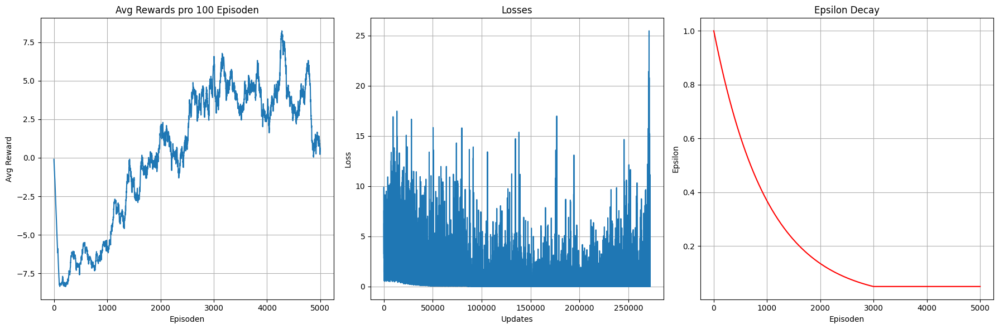 Avg Rewards pro 100 Episoden
Avg Reward
7.5
5.0
2.5
0.0
−2.5
−5.0
−7.5
0 1000 2000 3000 4000 5000
Episoden
Losses
Loss
25
20
15
10
5
0
0 50000 100000 150000 200000 250000
Updates
Epsilon Decay
Epsilon
1.0
0.8
0.6
0.4
0.2
0 1000 2000 3000 4000 5000
Episoden